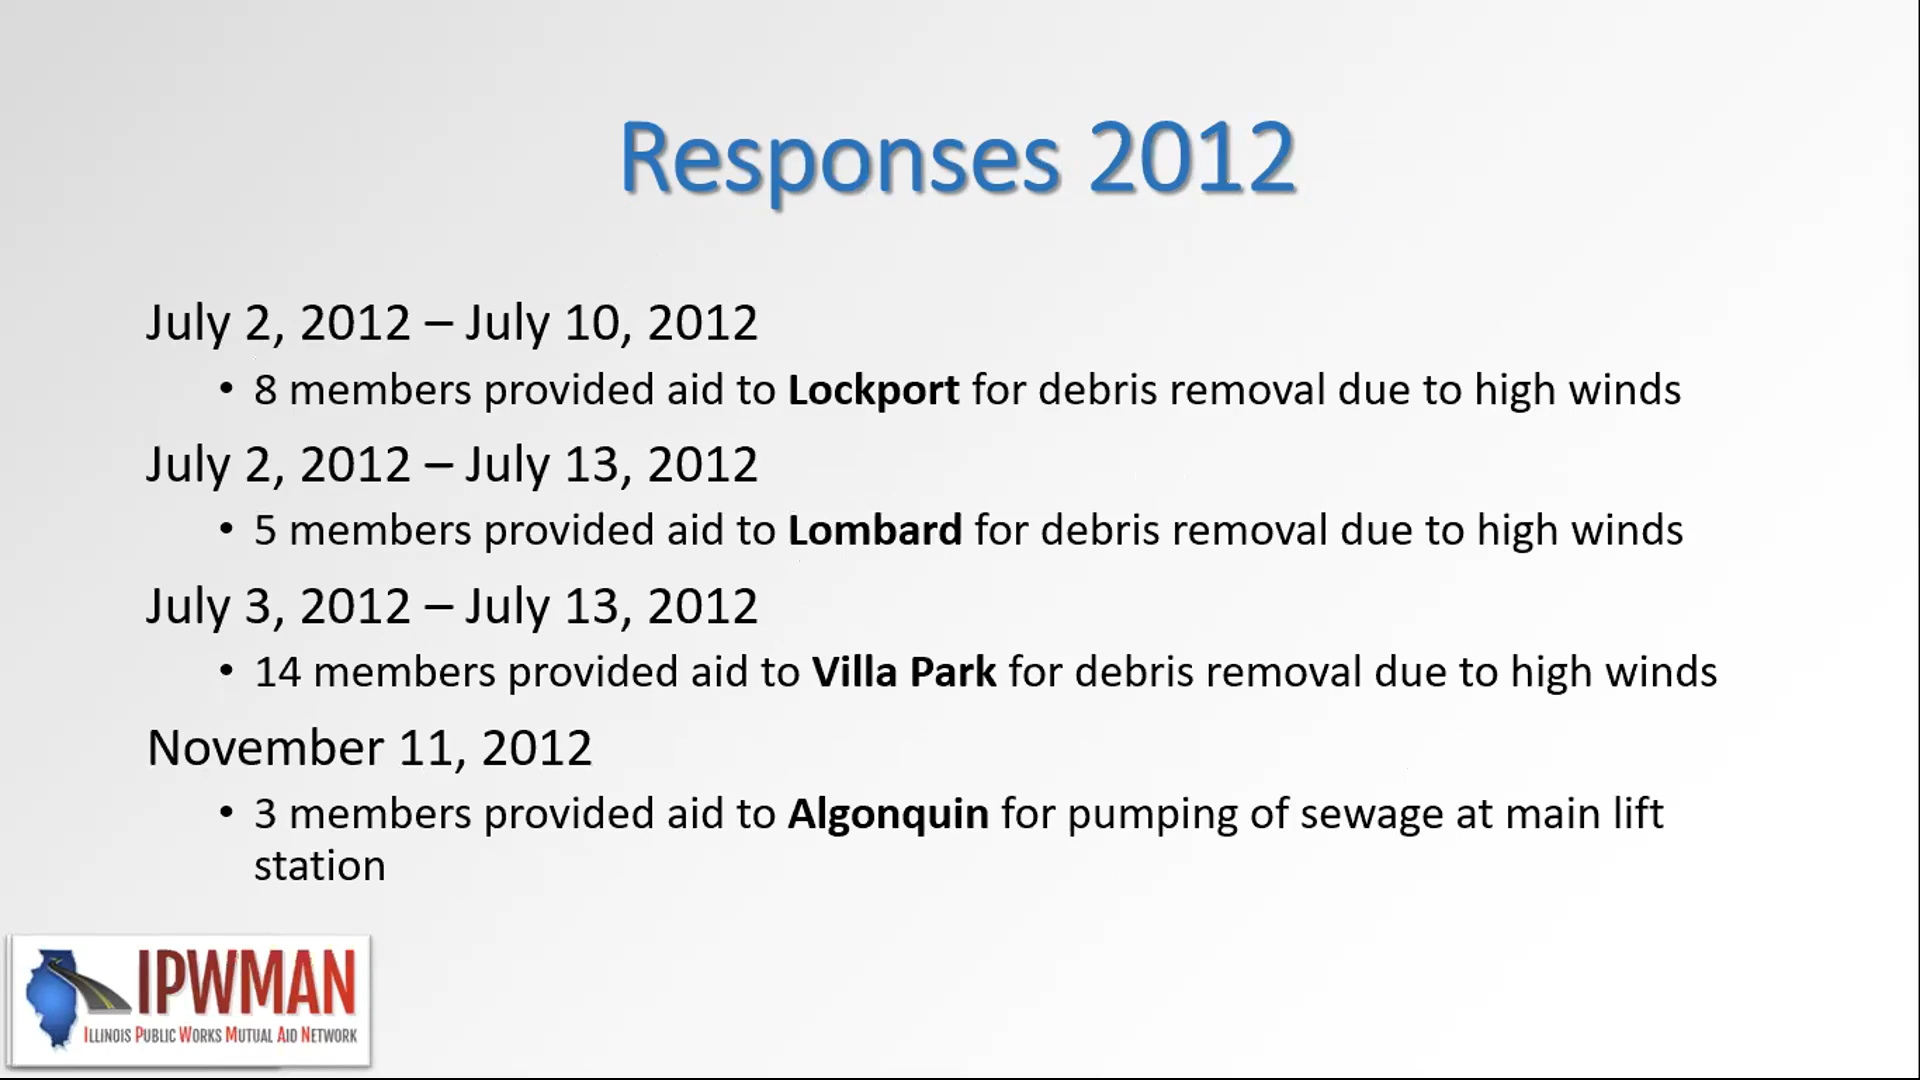 Responses 2012
July 2, 2012 – July 10, 2012
• 8 members provided aid to Lockport for debris removal due to high winds
July 2, 2012 – July 13, 2012
• 5 members provided aid to Lombard for debris removal due to high winds
July 3, 2012 – July 13, 2012
• 14 members provided aid to Villa Park for debris removal due to high winds
November 11, 2012
• 3 members provided aid to Algonquin for pumping of sewage at main lift
station
IPWMAN
ILLINOIS PUBLIC WORKS MUTUAL AID NETWORK